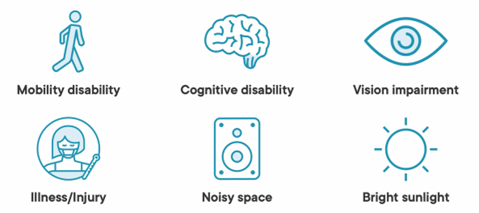 Mobility disability
Cognitive disability
Vision impairment
Illness/Injury
Noisy space
Bright sunlight